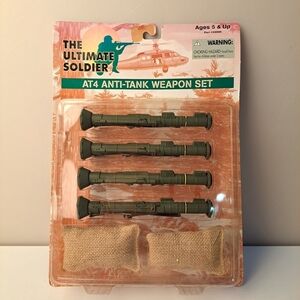 THE
ULTIMATE
SOLDIER
Ages 5 & Up
WARNING:
AT4 ANTI-TANK WEAPON SET